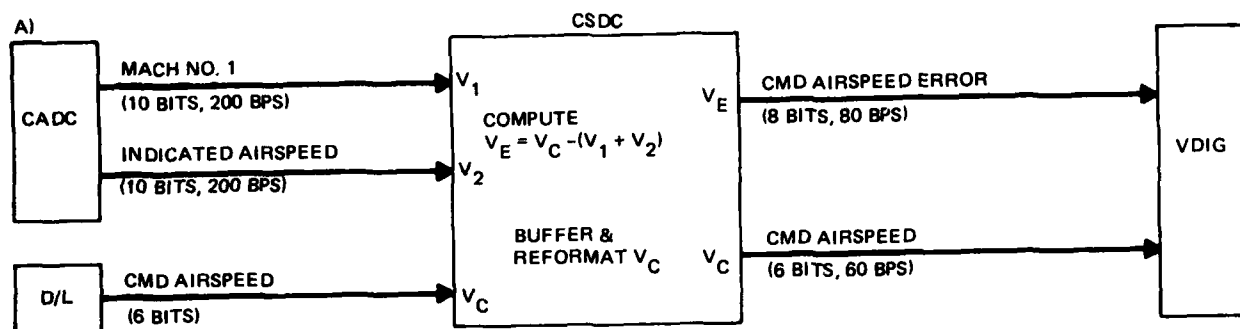 A)
CSDC
CADC
MACH NO. 1
(10 BITS, 200 BPS)
V1
INDICATED AIRSPEED
(10 BITS, 200 BPS)
V2
COMPUTE
VE = VC -(V1 + V2)
BUFFER &
REFORMAT VC
VE
CMD AIRSPEED ERROR
(8 BITS, 80 BPS)
VDIG
VC
CMD AIRSPEED
(6 BITS, 60 BPS)
D/L
CMD AIRSPEED
(6 BITS)
VC